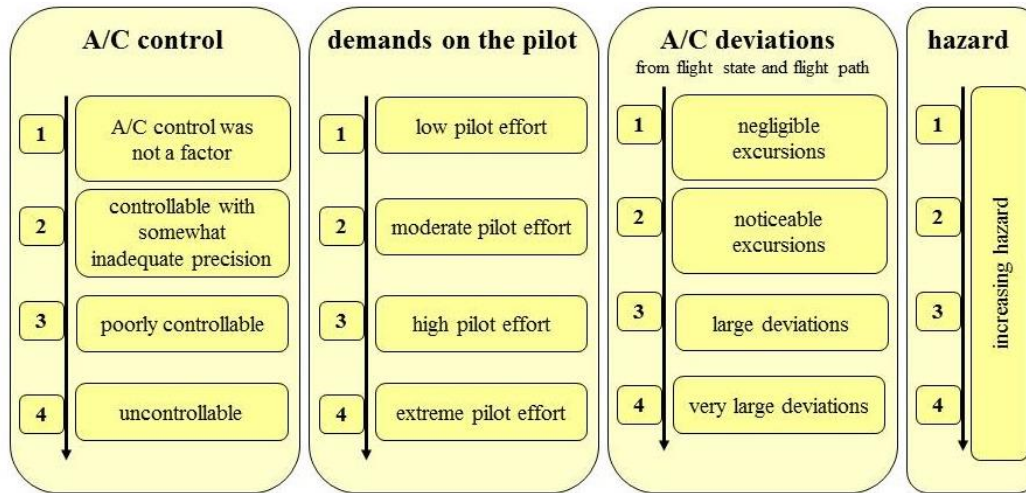 A/C control
1
A/C control was
not a factor
2
controllable with
somewhat
inadequate precision
3
poorly controllable
4
uncontrollable
demands on the pilot
1
low pilot effort
2
moderate pilot effort
3
high pilot effort
4
extreme pilot effort
A/C deviations
from flight state and flight path
1
negligible
excursions
2
noticeable
excursions
3
large deviations
4
very large deviations
hazard
1
2
3
4
increasing hazard